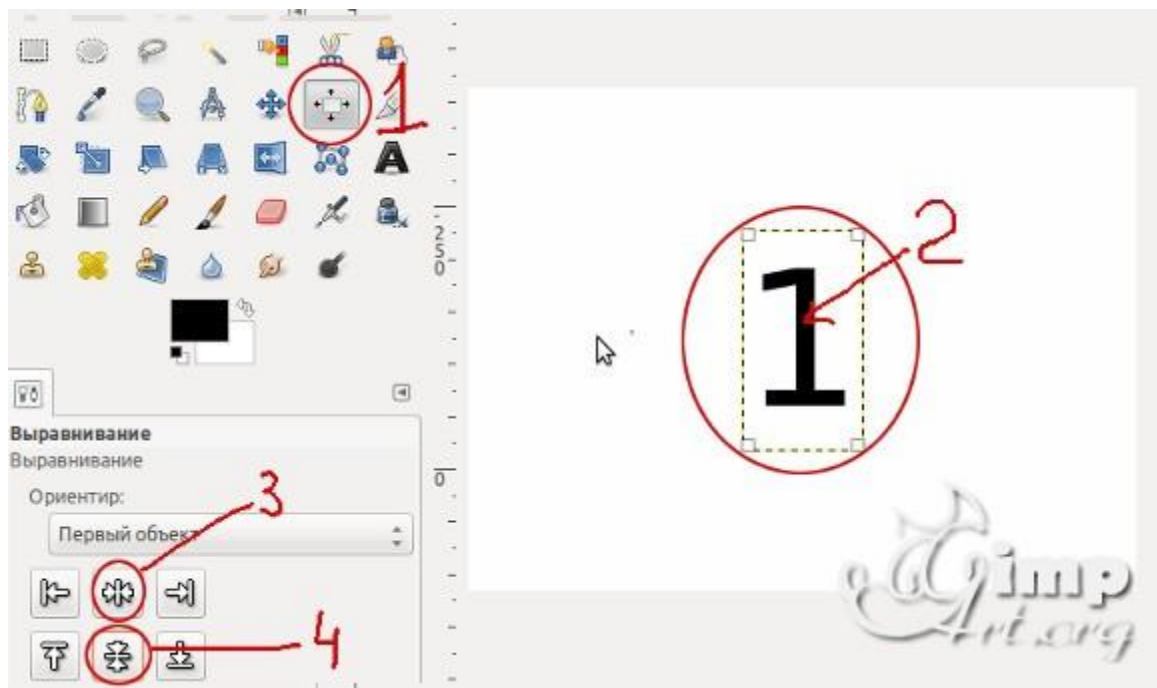 1
2
250
1
Выравнивание
Выравнивание
Ориентир:
3
0
Первый объект
4
Gimp
Art.org